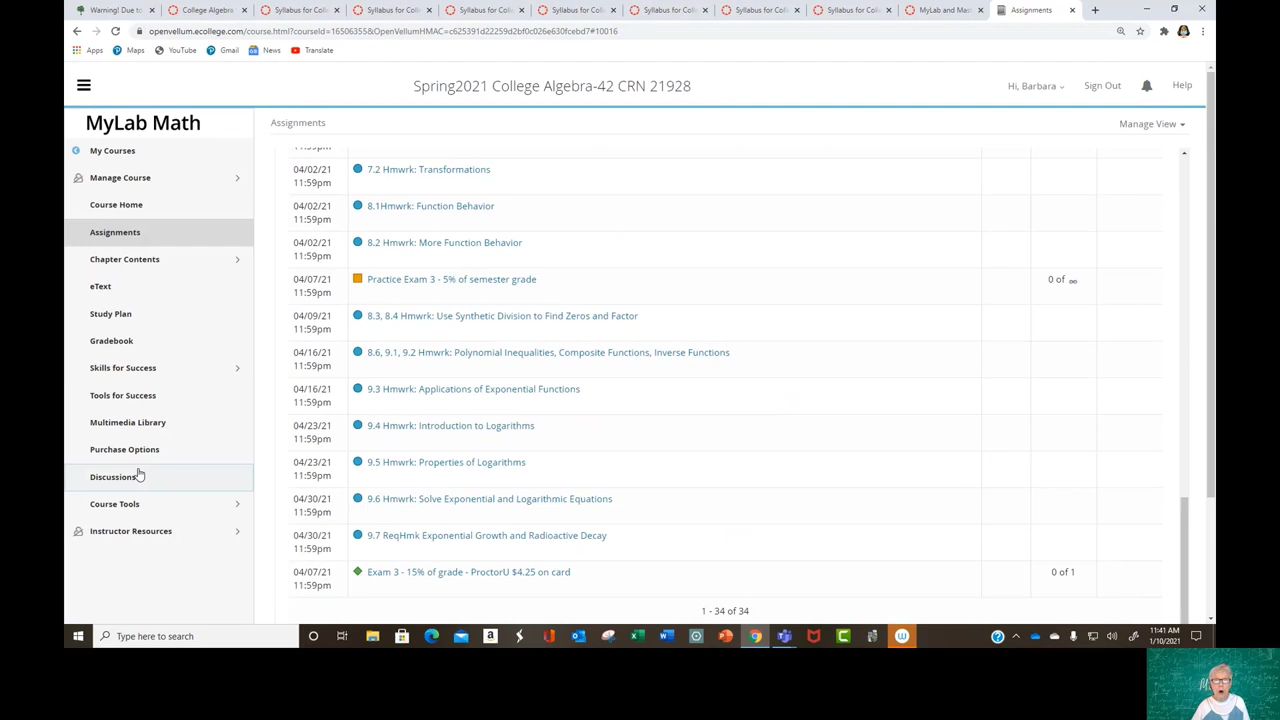 Warning! Due to
College Algebra
Syllabus for Coll
Syllabus for Coll
Syllabus for Coll
Syllabus for Coll
Syllabus for Coll
Syllabus for Coll
Syllabus for Coll
MyLab and Mast
Assignments
openvellum.ecollege.com/course.html?courseId=16506355&OpenVellumHMAC=c625391d22259d2bf0c026e630fcebd7#10016
Apps Maps YouTube Gmail News Translate
Spring2021 College Algebra-42 CRN 21928
Hi, Barbara Sign Out Help
MyLab Math
Assignments
Manage View
My Courses
Manage Course
Course Home
Assignments
Chapter Contents
eText
Study Plan
Gradebook
Skills for Success
Tools for Success
Multimedia Library
Purchase Options
Discussions
Course Tools
Instructor Resources
11:59pm
04/02/21 7.2 Hmwrk: Transformations
11:59pm
04/02/21 8.1Hmwrk: Function Behavior
11:59pm
04/02/21 8.2 Hmwrk: More Function Behavior
11:59pm
04/07/21 Practice Exam 3 - 5% of semester grade 0 of ∞
11:59pm
04/09/21 8.3, 8.4 Hmwrk: Use Synthetic Division to Find Zeros and Factor
11:59pm
04/16/21 8.6, 9.1, 9.2 Hmwrk: Polynomial Inequalities, Composite Functions, Inverse Functions
11:59pm
04/16/21 9.3 Hmwrk: Applications of Exponential Functions
11:59pm
04/23/21 9.4 Hmwrk: Introduction to Logarithms
11:59pm
04/23/21 9.5 Hmwrk: Properties of Logarithms
11:59pm
04/30/21 9.6 Hmwrk: Solve Exponential and Logarithmic Equations
11:59pm
04/30/21 9.7 ReqHmk Exponential Growth and Radioactive Decay
11:59pm
04/07/21 Exam 3 - 15% of grade - ProctorU $4.25 on card 0 of 1
11:59pm
1 - 34 of 34
Type here to search
11:41 AM
1/10/2021